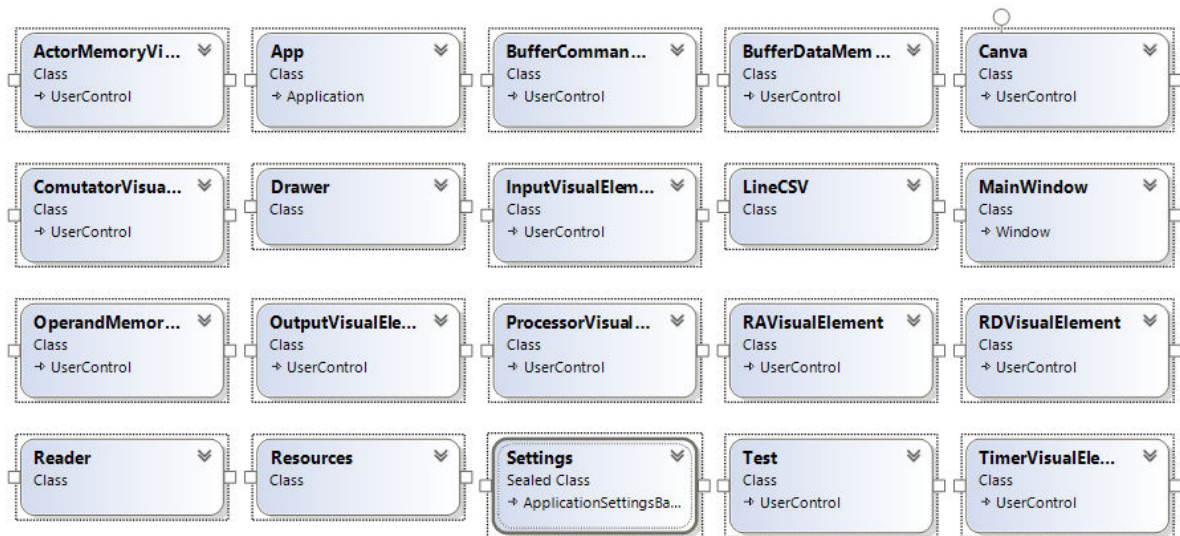 ActorMemoryVi...
Class
→ UserControl
App
Class
→ Application
BufferComman...
Class
→ UserControl
BufferDataMem...
Class
→ UserControl
Canva
Class
→ UserControl
ComutatorVisua...
Class
→ UserControl
Drawer
Class
InputVisualElem...
Class
→ UserControl
LineCSV
Class
MainWindow
Class
→ Window
OperandMemor...
Class
→ UserControl
OutputVisualEle...
Class
→ UserControl
ProcessorVisual...
Class
→ UserControl
RAVisualElement
Class
→ UserControl
RDVisualElement
Class
→ UserControl
Reader
Class
Resources
Class
Settings
Sealed Class
→ ApplicationSettingsBa...
Test
Class
→ UserControl
TimerVisualEle...
Class
→ UserControl